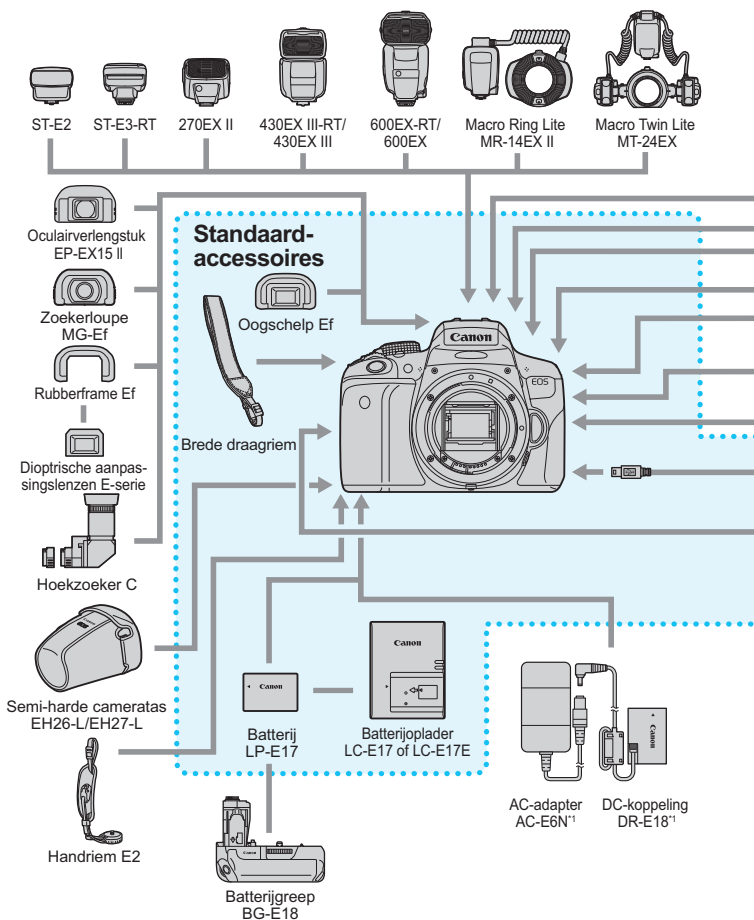 ST-E2
ST-E3-RT
270EX II
430EX III-RT/
430EX III
600EX-RT/
600EX
Macro Ring Lite
MR-14EX II
Macro Twin Lite
MT-24EX
Oculairverlengstuk
EP-EX15 ll
Zoekerloupe
MG-Ef
Rubberframe Ef
Dioptrische aanpas-
singslenzen E-serie
Hoekzoeker C
Semi-harde cameratas
EH26-L/EH27-L
Handriem E2
Standaard-
accessoires
Oogschelp Ef
Brede draagriem
Canon
EOS
Canon
Batterij
LP-E17
Canon
Batterijoplader
LC-E17 of LC-E17E
Canon
Batterijgreep
BG-E18
AC-adapter
AC-E6N*1
Canon
DC-koppeling
DR-E18*1